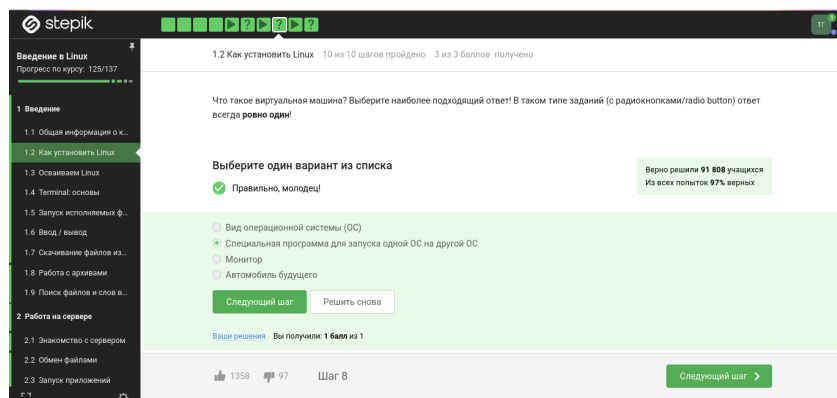 stepik
ТГ
Введение в Linux
Прогресс по курсу: 125/137
1 Введение
1.1 Общая информация о к...
1.2 Как установить Linux
1.3 Осваиваем Linux
1.4 Terminal: основы
1.5 Запуск исполняемых ф...
1.6 Ввод / вывод
1.7 Скачивание файлов из...
1.8 Работа с архивами
1.9 Поиск файлов и слов в...
2 Работа на сервере
2.1 Знакомство с сервером
2.2 Обмен файлами
2.3 Запуск приложений
1.2 Как установить Linux 10 из 10 шагов пройдено 3 из 3 баллов получено
Что такое виртуальная машина? Выберите наиболее подходящий ответ! В таком типе заданий (с радиокнопками/radio button) ответ
всегда ровно один!
Выберите один вариант из списка
Правильно, молодец!
Верно решили 91 808 учащихся
Из всех попыток 97% верных
Вид операционной системы (ОС)
Специальная программа для запуска одной ОС на другой ОС
Монитор
Автомобиль будущего
Следующий шаг Решить снова
Ваши решения Вы получили: 1 балл из 1
1358 97 Шаг 8 Следующий шаг